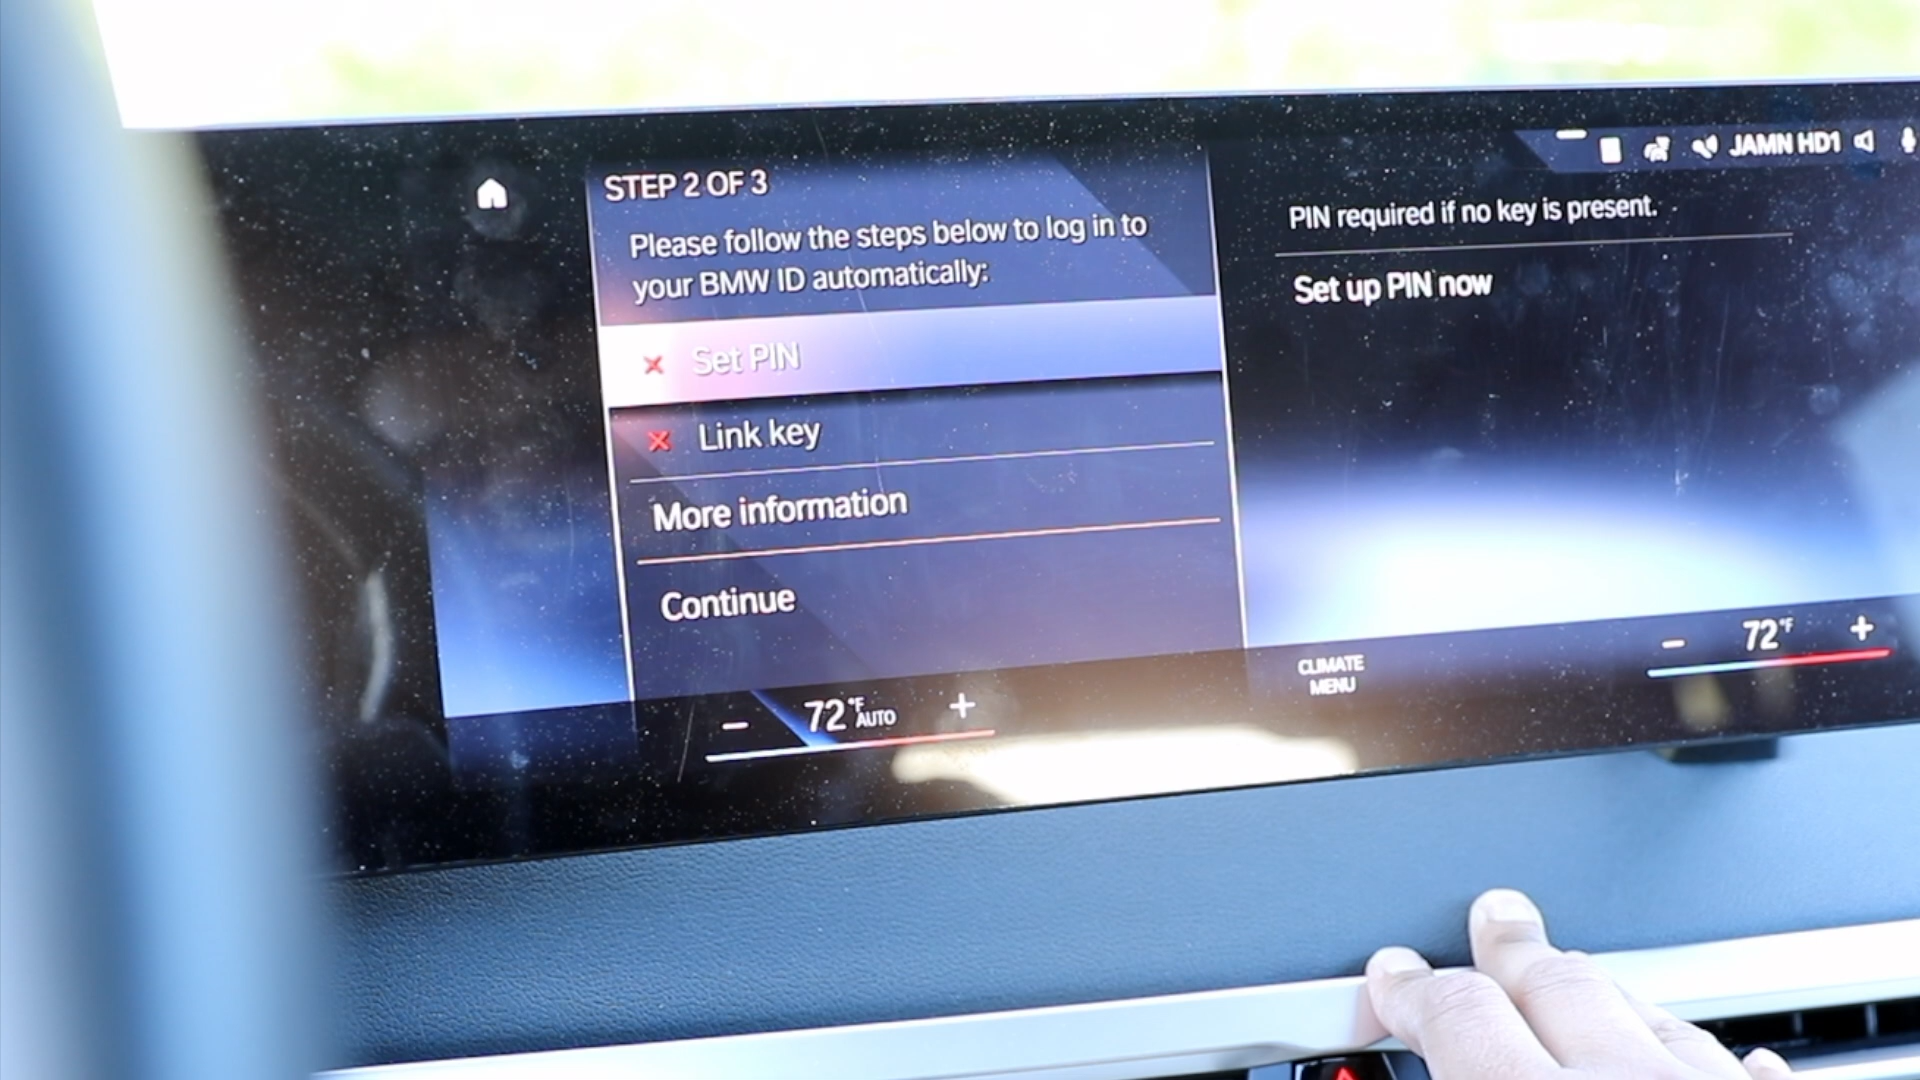 JAMN HD1
STEP 2 OF 3
Please follow the steps below to log in to
your BMW ID automatically:
Set PIN
Link key
More information
Continue
PIN required if no key is present.
Set up PIN now
72°F AUTO
CLIMATE
MENU
72°F